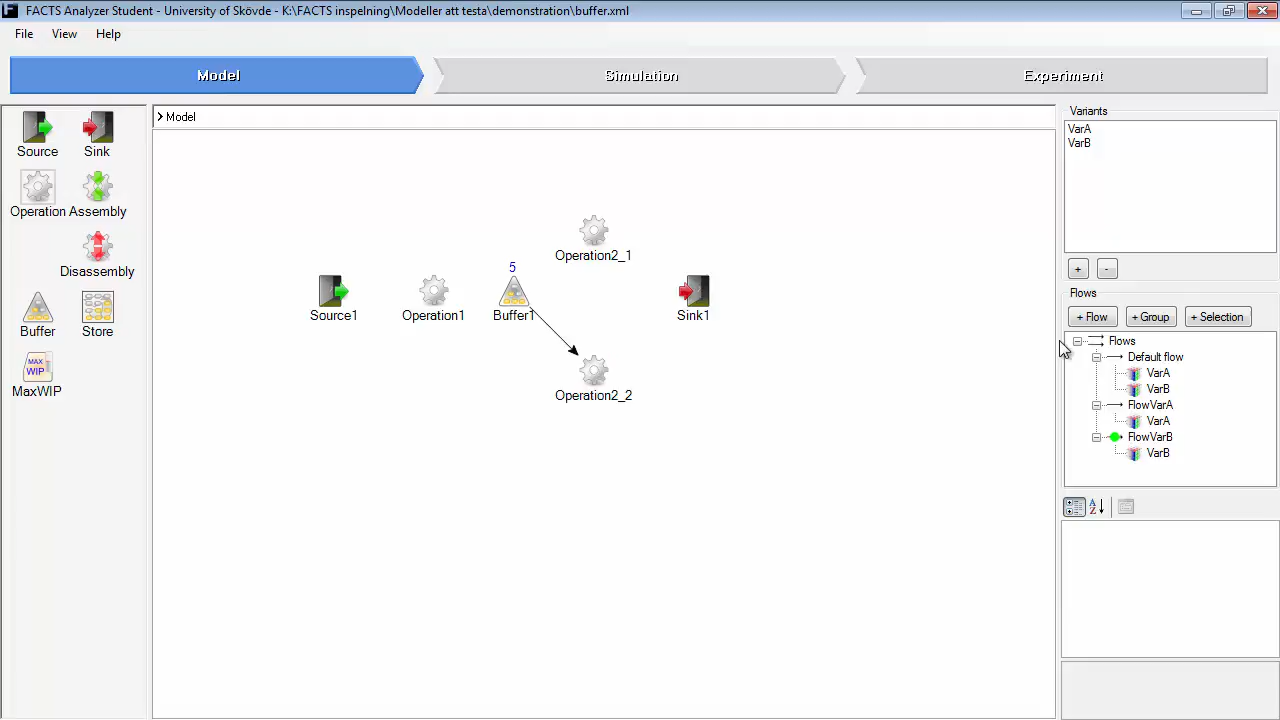 FACTS Analyzer Student - University of Skövde - K:\FACTS inspelning\Modeller att testa\demonstration\buffer.xml
File View Help
Model Simulation Experiment
Source Sink
Operation Assembly
Disassembly
Buffer Store
MAX WIP
MaxWIP
Model
Operation2_1
5
Source1 Operation1 Buffer1 Sink1
Operation2_2
Variants
VarA
VarB
+ -
Flows
+ Flow + Group + Selection
Flows
Default flow
VarA
VarB
FlowVarA
VarA
FlowVarB
VarB